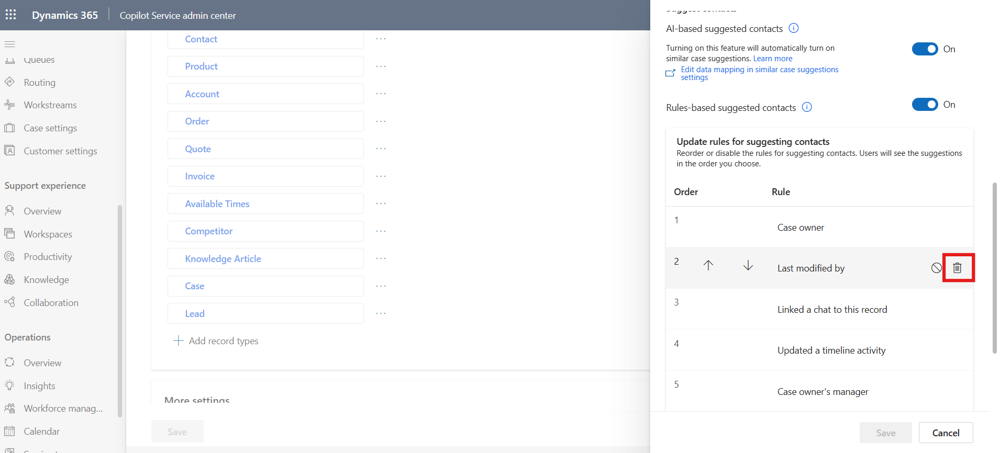 Dynamics 365
Copilot Service admin center
Queues
Routing
Workstreams
Case settings
Customer settings
Support experience
Overview
Workspaces
Productivity
Knowledge
Collaboration
Operations
Overview
Insights
Workforce manag...
Calendar
Contact
Product
Account
Order
Quote
Invoice
Available Times
Competitor
Knowledge Article
Case
Lead
Add record types
More settings
Save
AI-based suggested contacts
Turning on this feature will automatically turn on
similar case suggestions. Learn more
Edit data mapping in similar case suggestions
settings
On
Rules-based suggested contacts
On
Update rules for suggesting contacts
Reorder or disable the rules for suggesting contacts. Users will see the suggestions
in the order you choose.
Order Rule
1 Case owner
2 Last modified by
3 Linked a chat to this record
4 Updated a timeline activity
5 Case owner's manager
Save
Cancel